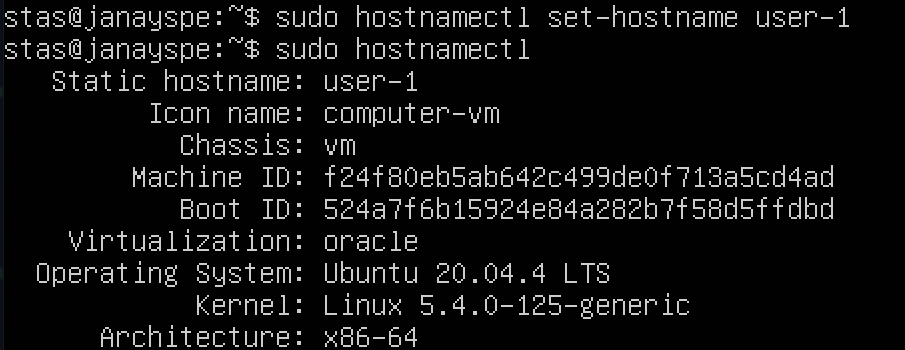 stas@janayspe:~$ sudo hostnamectl set-hostname user-1
stas@janayspe:~$ sudo hostnamectl
Static hostname: user-1
Icon name: computer-vm
Chassis: vm
Machine ID: f24f80eb5ab642c499de0f713a5cd4ad
Boot ID: 524a7f6b15924e84a282b7f58d5ffdbd
Virtualization: oracle
Operating System: Ubuntu 20.04.4 LTS
Kernel: Linux 5.4.0-125-generic
Architecture: x86-64